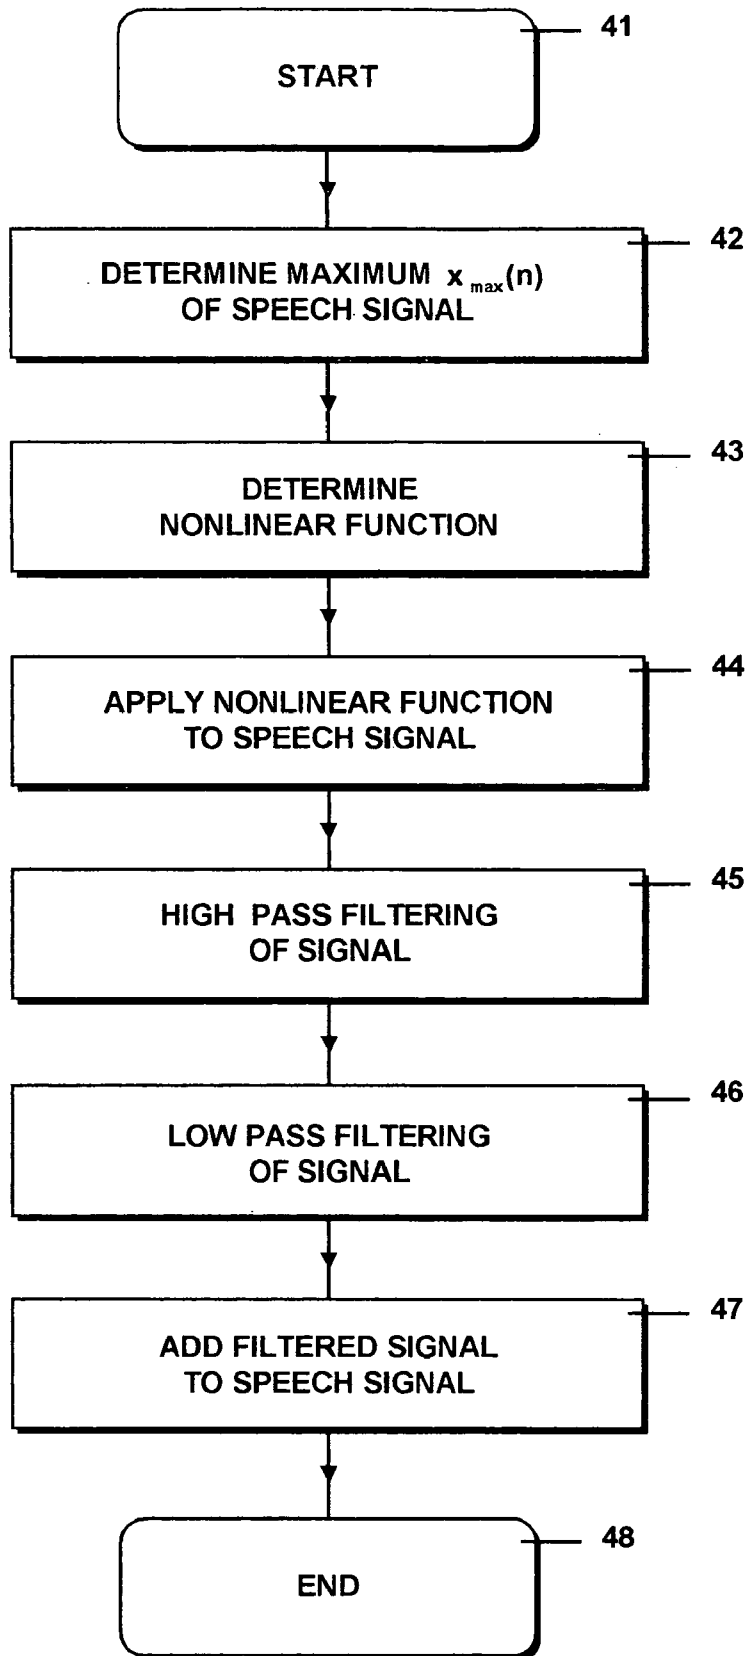 41
START
42
DETERMINE MAXIMUM x max(n)
OF SPEECH SIGNAL
43
DETERMINE
NONLINEAR FUNCTION
44
APPLY NONLINEAR FUNCTION
TO SPEECH SIGNAL
45
HIGH PASS FILTERING
OF SIGNAL
46
LOW PASS FILTERING
OF SIGNAL
47
ADD FILTERED SIGNAL
TO SPEECH SIGNAL
48
END